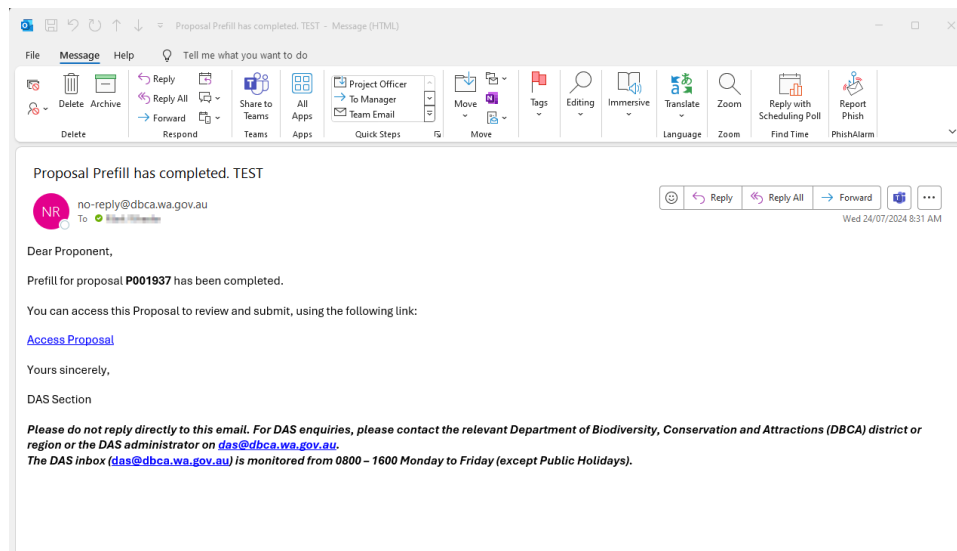 Proposal Prefill has completed. TEST - Message (HTML)
File Message Help Tell me what you want to do
Delete Archive
Reply
Reply All
Forward
Share to Teams
All Apps
Project Officer
To Manager
Team Email
Move
Tags
Editing
Immersive
Translate
Zoom
Reply with Scheduling Poll
Report Phish
Delete Respond Teams Apps Quick Steps Move Language Zoom Find Time PhishAlarm
Proposal Prefill has completed. TEST
NR
no-reply@dbca.wa.gov.au
To
Reply Reply All Forward
Wed 24/07/2024 8:31 AM
Dear Proponent,
Prefill for proposal P001937 has been completed.
You can access this Proposal to review and submit, using the following link:
Access Proposal
Yours sincerely,
DAS Section
Please do not reply directly to this email. For DAS enquiries, please contact the relevant Department of Biodiversity, Conservation and Attractions (DBCA) district or
region or the DAS administrator on das@dbca.wa.gov.au.
The DAS inbox (das@dbca.wa.gov.au) is monitored from 0800 – 1600 Monday to Friday (except Public Holidays).